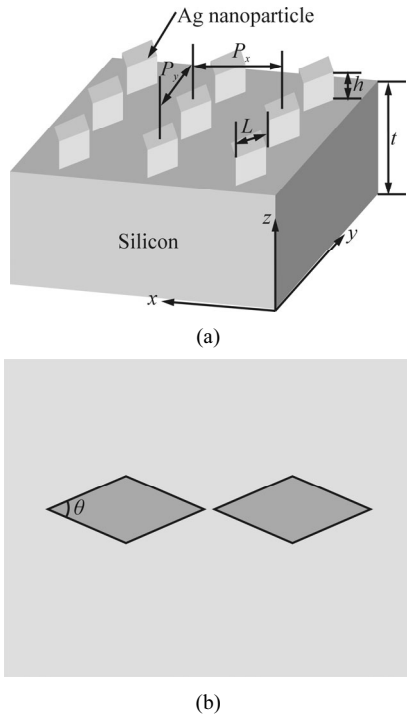 Ag nanoparticle
P_x
P_y
h
L
t
z
Silicon
y
x
(a)
θ
(b)